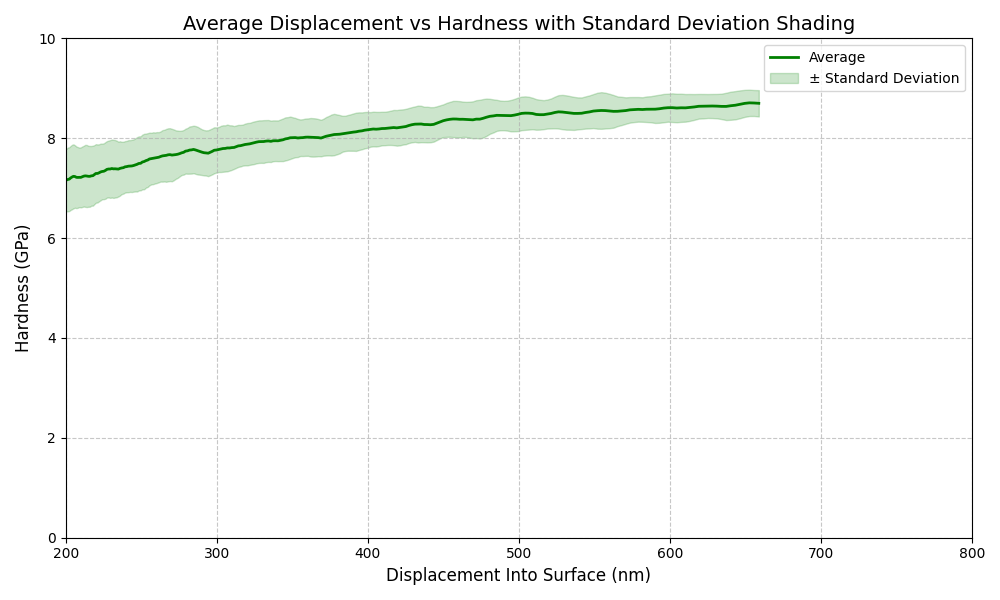 Average Displacement vs Hardness with Standard Deviation Shading
Average
± Standard Deviation
Hardness (GPa)
10
8
6
4
2
0
200 300 400 500 600 700 800
Displacement Into Surface (nm)